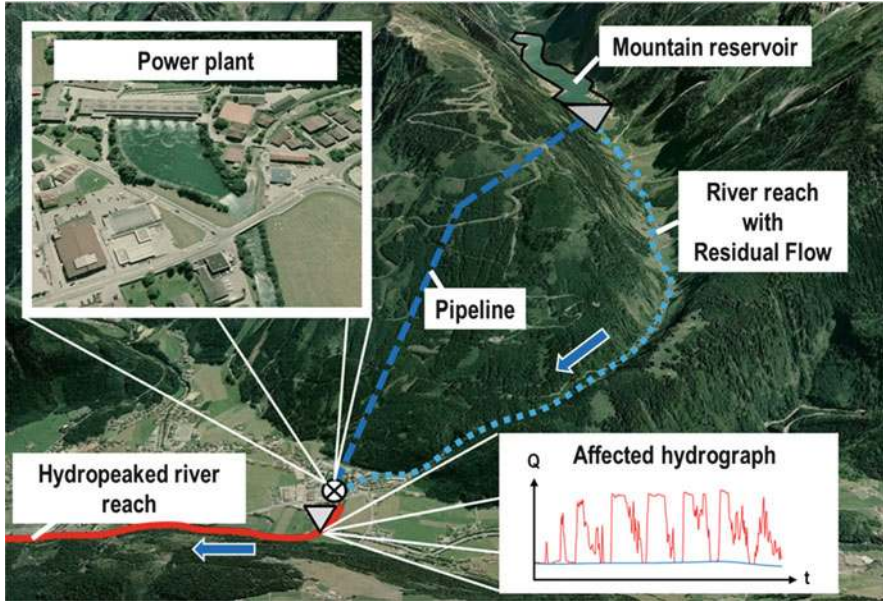 Power plant
Mountain reservoir
River reach
with
Residual Flow
Pipeline
Hydropeaked river
reach
Affected hydrograph
Q
t